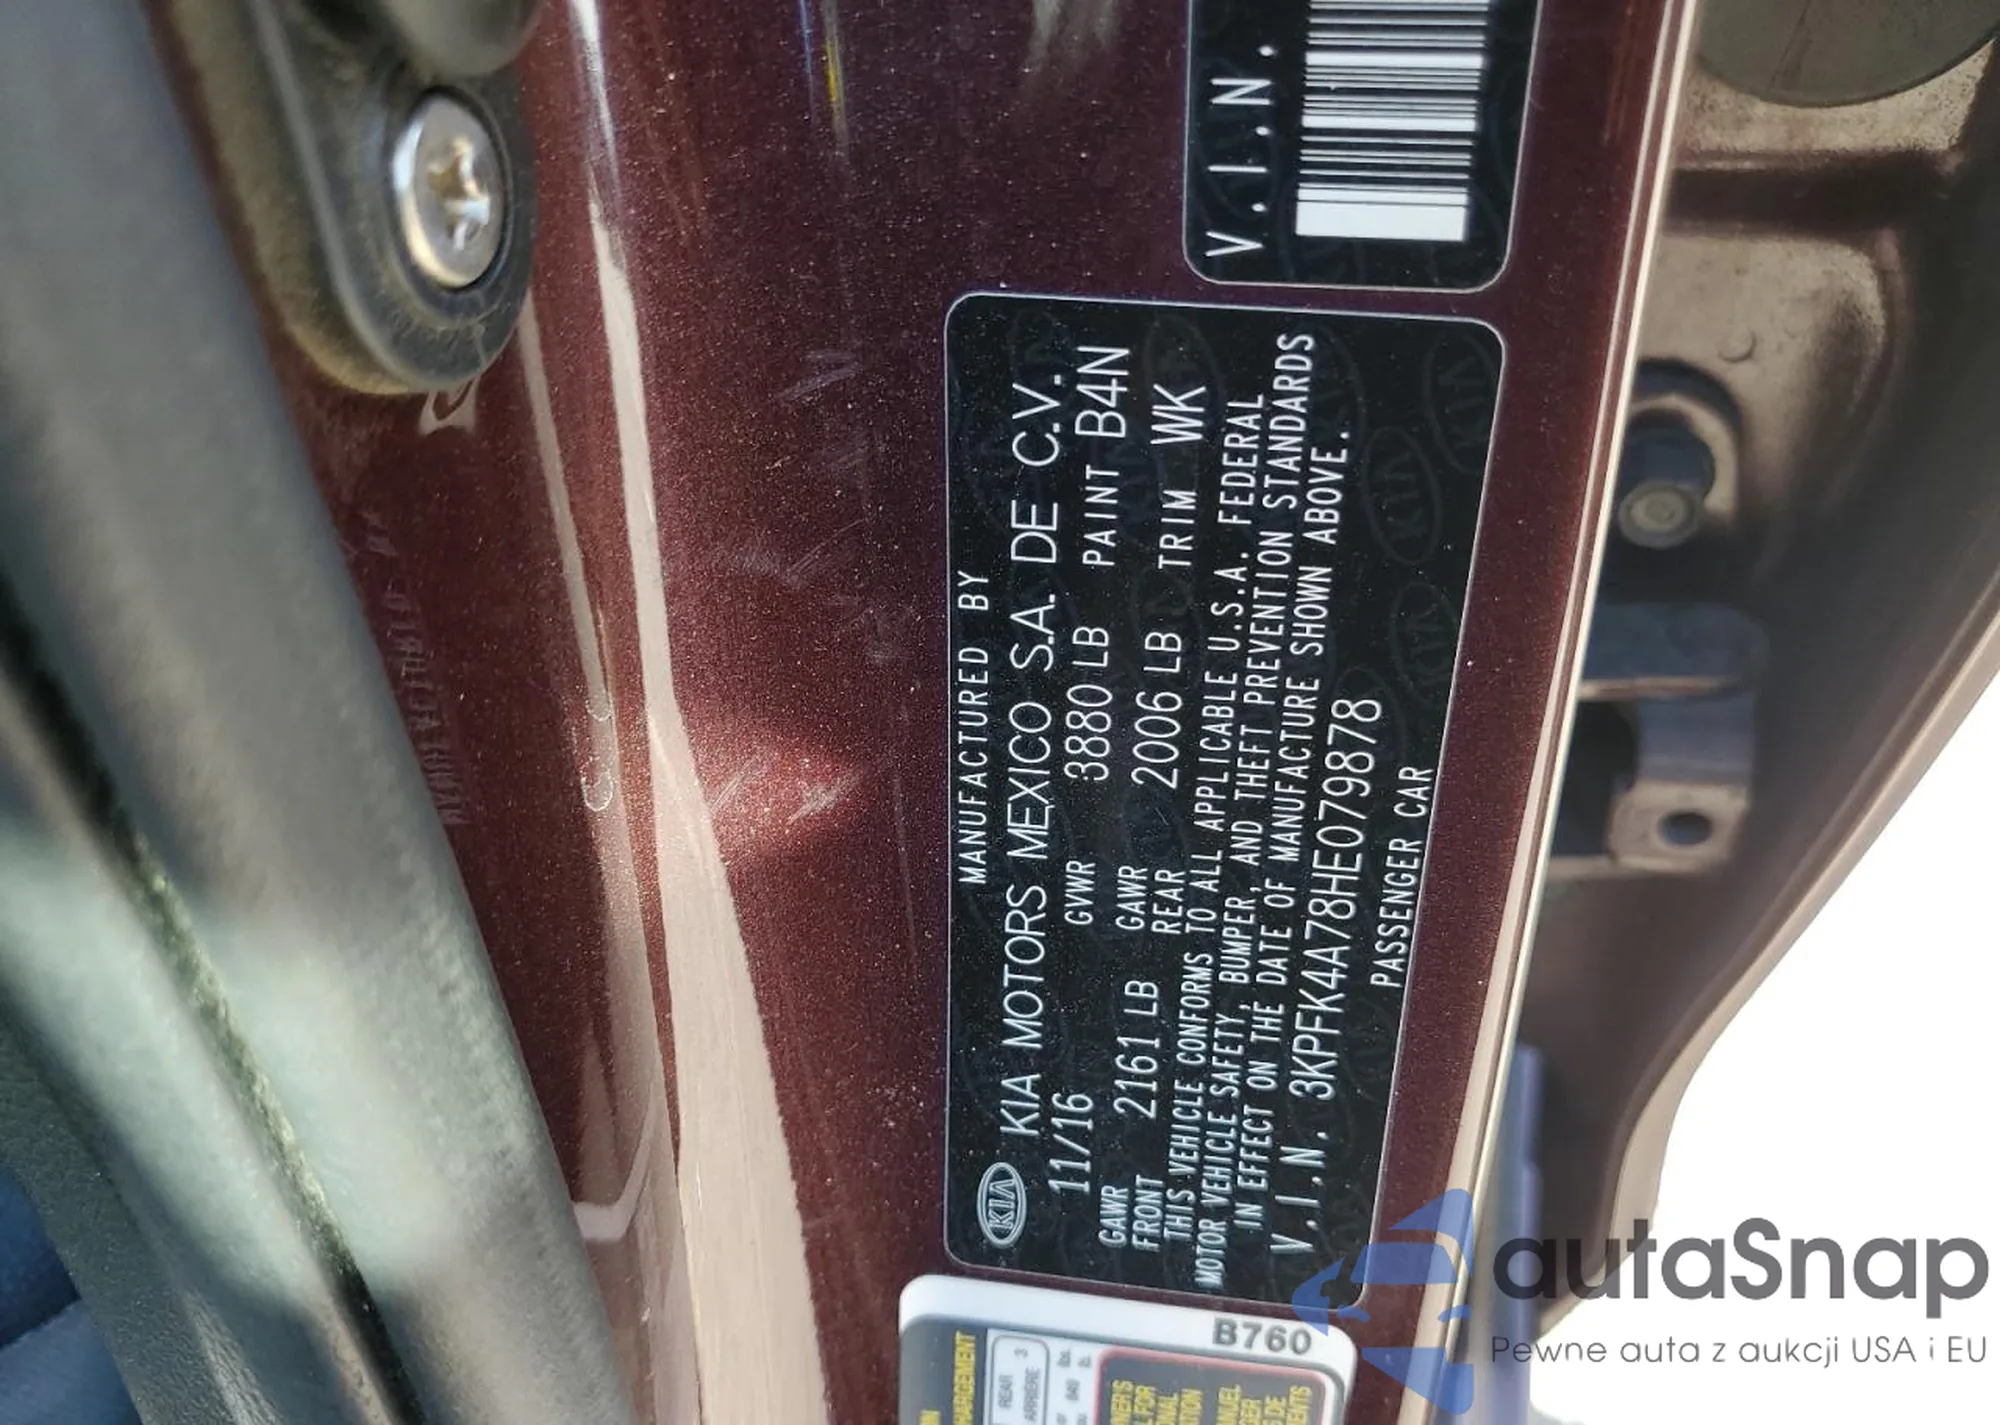 V.I.N.
MANUFACTURED BY
KIA KIA MOTORS MEXICO S.A. DE C.V.
11/16 GVWR 3880 LB PAINT B4N
GAWR FRONT 2161 LB GAWR REAR 2006 LB TRIM WK
THIS VEHICLE CONFORMS TO ALL APPLICABLE U.S.A. FEDERAL
MOTOR VEHICLE SAFETY, BUMPER, AND THEFT PREVENTION STANDARDS
IN EFFECT ON THE DATE OF MANUFACTURE SHOWN ABOVE.
V.I.N. 3KPFK4A78HE079878
PASSENGER CAR
B760
REAR 3
ARRIÈRE
autaSnap
Pewne auta z aukcji USA i EU